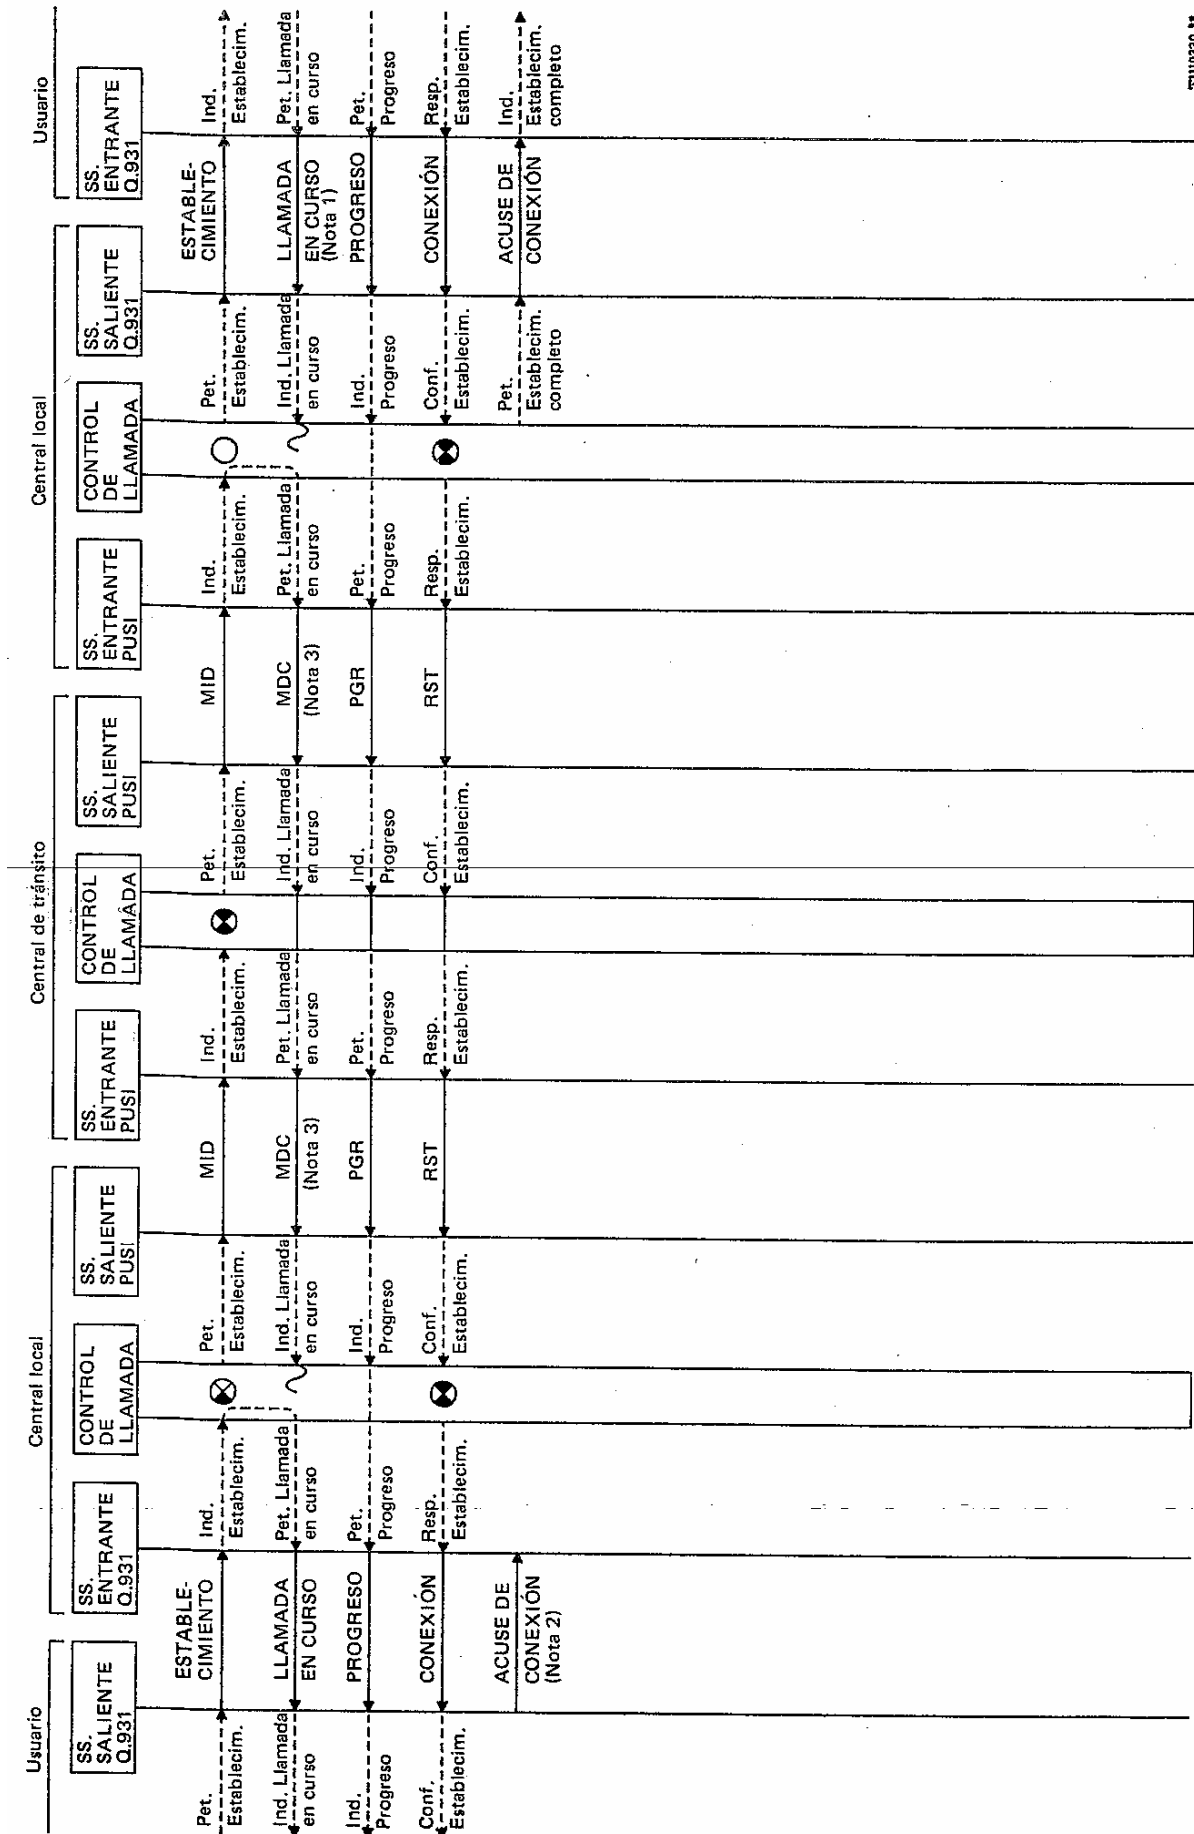 Usuario
Central local
Central de tránsito
Central local
Usuario
SS.
SALIENTE
Q.931
SS.
ENTRANTE
Q.931
CONTROL
DE
LLAMADA
SS.
SALIENTE
PUSI
SS.
ENTRANTE
PUSI
CONTROL
DE
LLAMADA
SS.
SALIENTE
PUSI
SS.
ENTRANTE
PUSI
CONTROL
DE
LLAMADA
SS.
SALIENTE
Q.931
SS.
ENTRANTE
Q.931
Pet.
Establecim.
ESTABLE-
CIMIENTO
Ind.
Establecim.
Pet.
Establecim.
MID
Ind.
Establecim.
Pet.
Establecim.
MID
Ind.
Establecim.
Pet.
Establecim.
ESTABLE-
CIMIENTO
Ind.
Establecim.
Ind. Llamada
en curso
LLAMADA
EN CURSO
Pet. Llamada
en curso
Ind. Llamada
en curso
MDC
(Nota 3)
Pet. Llamada
en curso
Ind. Llamada
en curso
MDC
(Nota 3)
Pet. Llamada
en curso
Ind. Llamada
en curso
LLAMADA
EN CURSO
(Nota 1)
Pet. Llamada
en curso
Ind.
Progreso
PROGRESO
Pet.
Progreso
Ind.
Progreso
PGR
Pet.
Progreso
Ind.
Progreso
PGR
Pet.
Progreso
Ind.
Progreso
PROGRESO
Pet.
Progreso
Conf.
Establecim.
CONEXIÓN
Resp.
Establecim.
Conf.
Establecim.
RST
Resp.
Establecim.
Conf.
Establecim.
RST
Resp.
Establecim.
Conf.
Establecim.
CONEXIÓN
Resp.
Establecim.
ACUSE DE
CONEXIÓN
(Nota 2)
Pet.
Establecim.
completo
ACUSE DE
CONEXIÓN
Ind.
Establecim.
completo